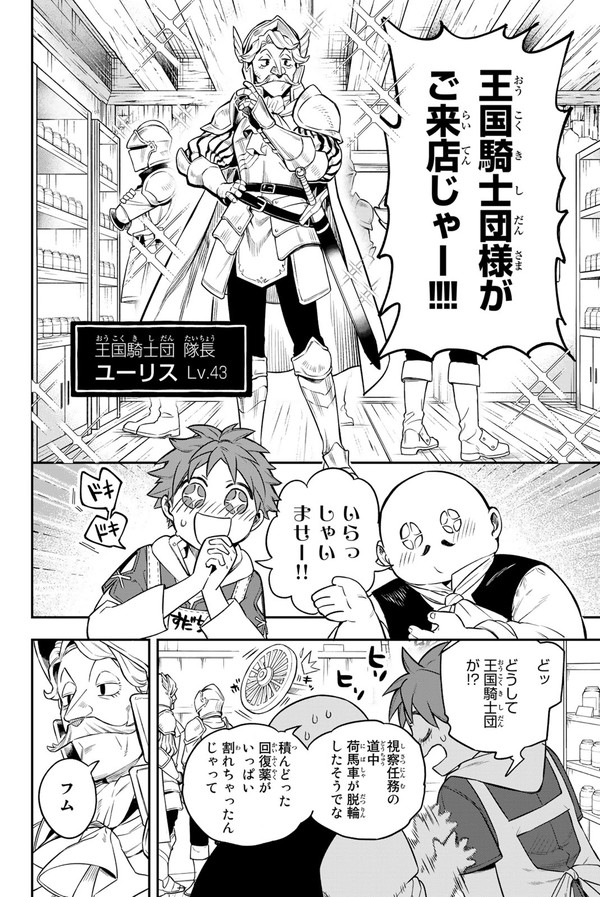 王国騎士団様が
ご来店じゃー!!!!
王国騎士団 隊長
ユーリス Lv.43
いらっ
しゃい
ませー!!
ドキ
ドキ
すだち
どッ
どうして
王国騎士団
が!?
ヒソ
ヒソ
視察任務の
道中
荷馬車が脱輪
したそうでな
積んどった
回復薬が
いっぱい
割れちゃったん
じゃって
フム